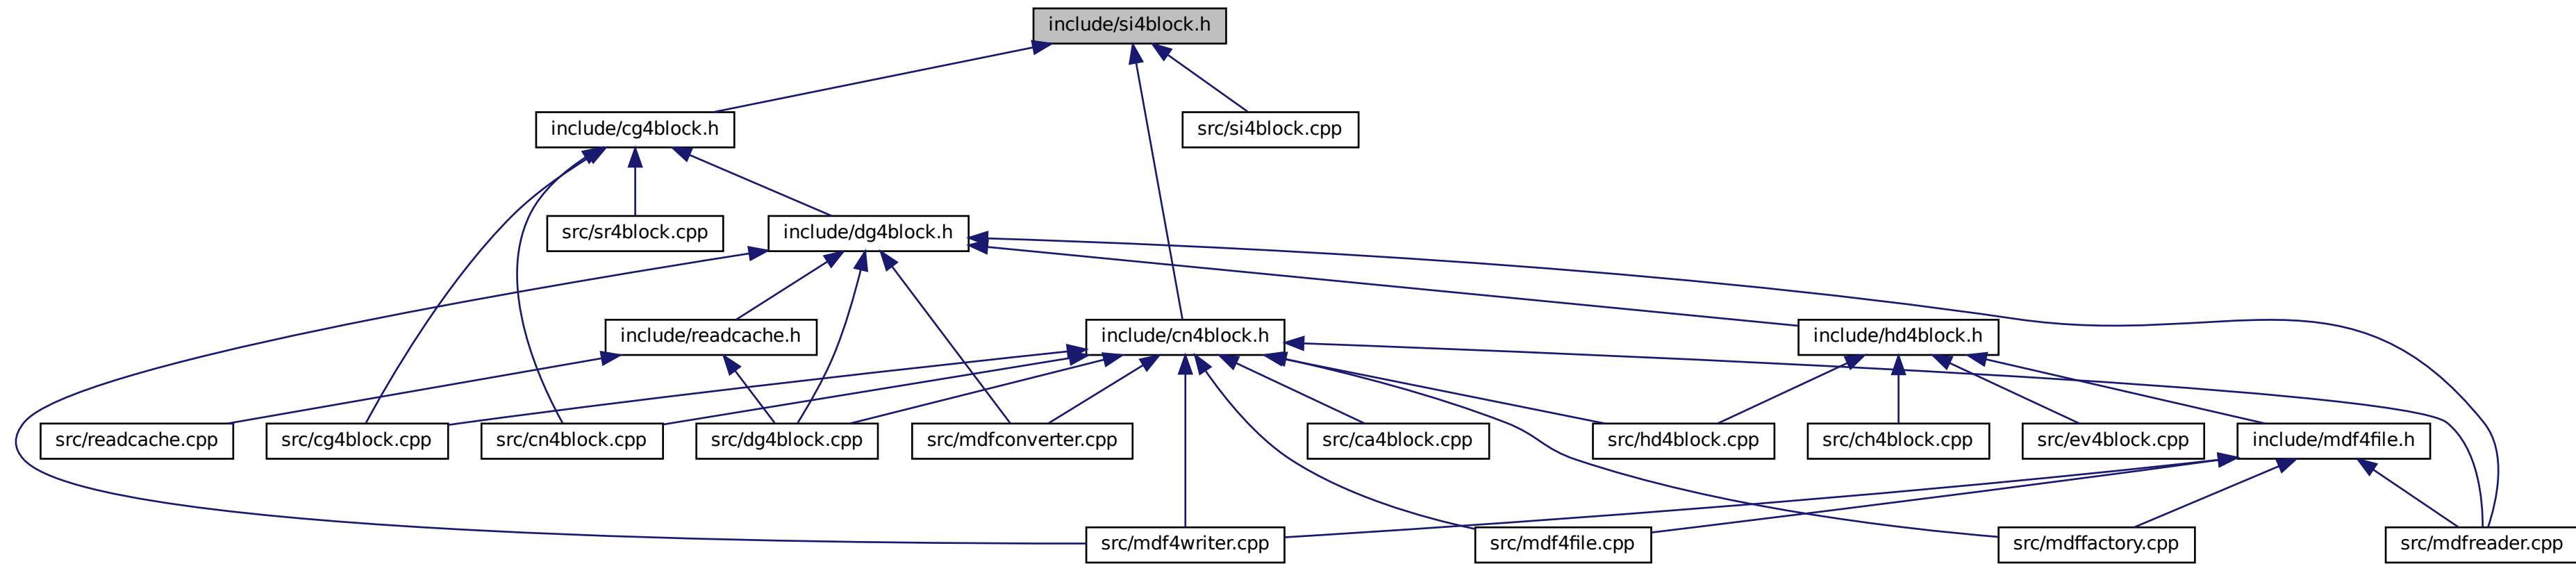 include/si4block.h
include/cg4block.h
src/si4block.cpp
src/sr4block.cpp
include/dg4block.h
include/readcache.h
include/cn4block.h
include/hd4block.h
src/readcache.cpp
src/cg4block.cpp
src/cn4block.cpp
src/dg4block.cpp
src/mdfconverter.cpp
src/ca4block.cpp
src/hd4block.cpp
src/ch4block.cpp
src/ev4block.cpp
include/mdf4file.h
src/mdf4writer.cpp
src/mdf4file.cpp
src/mdffactory.cpp
src/mdfreader.cpp